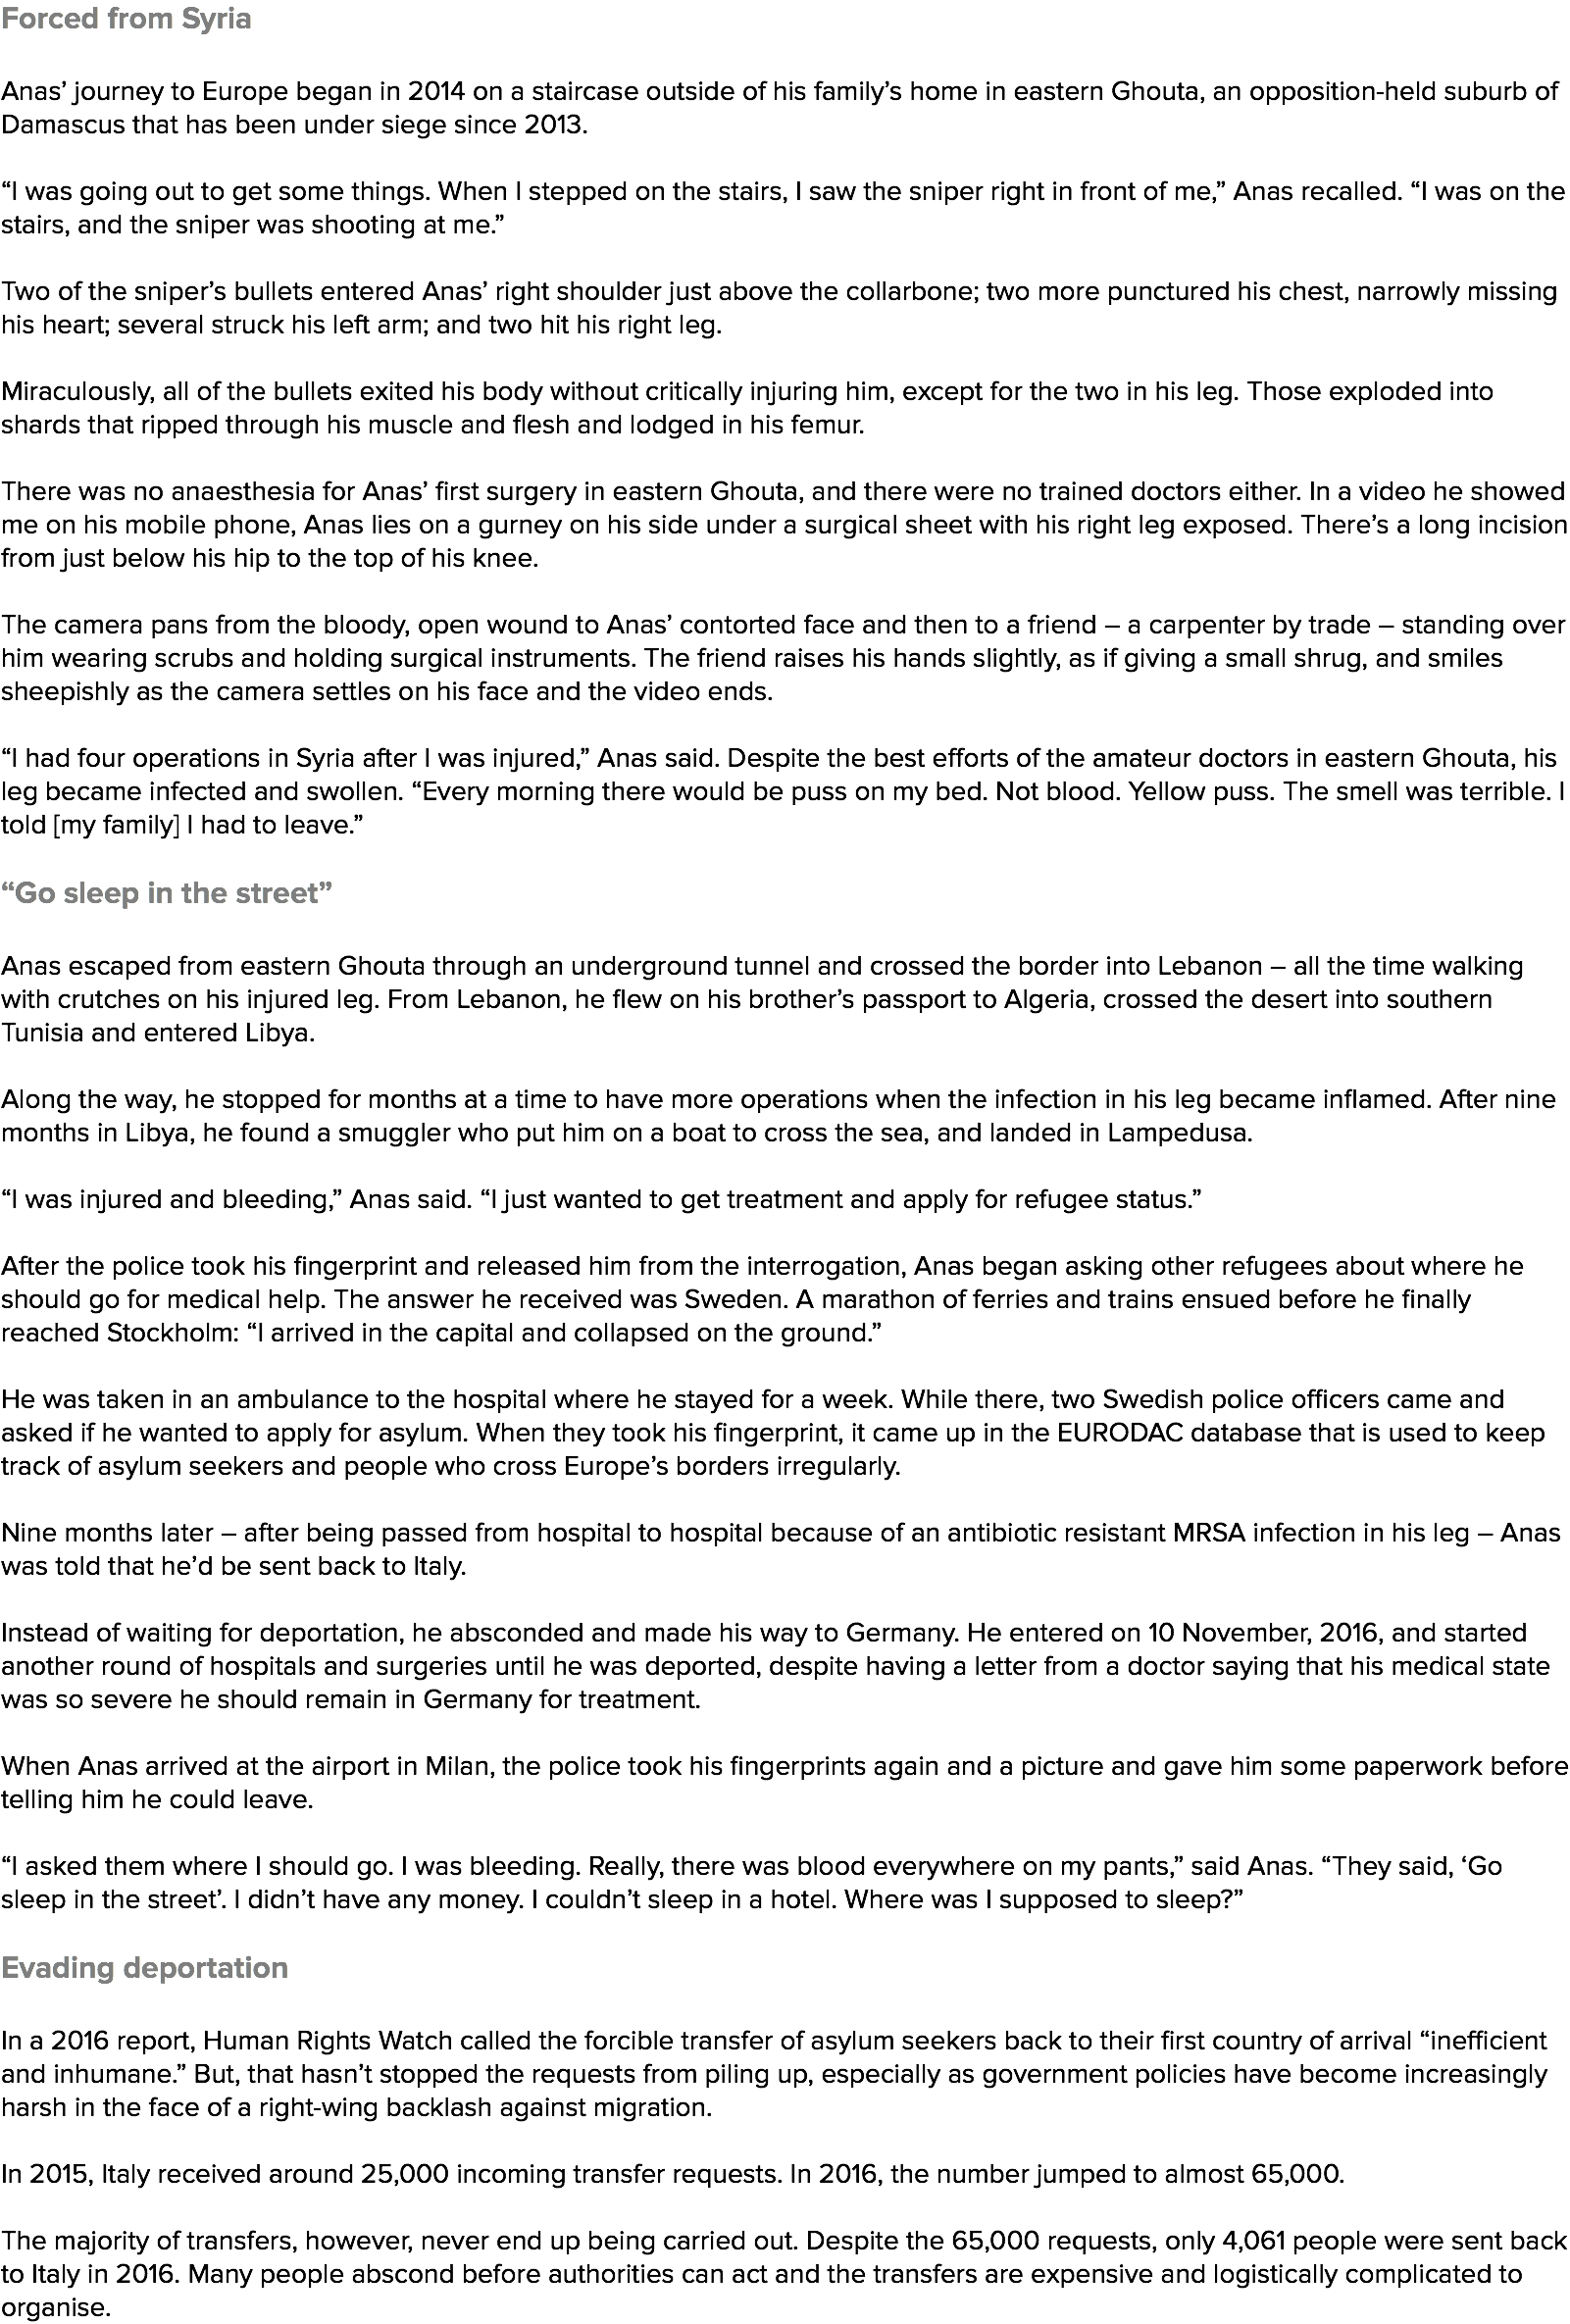 Forced from Syria
Anas’ journey to Europe began in 2014 on a staircase outside of his family’s home in eastern Ghouta, an opposition-held suburb of
Damascus that has been under siege since 2013.
“I was going out to get some things. When I stepped on the stairs, I saw the sniper right in front of me,” Anas recalled. “I was on the
stairs, and the sniper was shooting at me.”
Two of the sniper’s bullets entered Anas’ right shoulder just above the collarbone; two more punctured his chest, narrowly missing
his heart; several struck his left arm; and two hit his right leg.
Miraculously, all of the bullets exited his body without critically injuring him, except for the two in his leg. Those exploded into
shards that ripped through his muscle and flesh and lodged in his femur.
There was no anaesthesia for Anas’ first surgery in eastern Ghouta, and there were no trained doctors either. In a video he showed
me on his mobile phone, Anas lies on a gurney on his side under a surgical sheet with his right leg exposed. There’s a long incision
from just below his hip to the top of his knee.
The camera pans from the bloody, open wound to Anas’ contorted face and then to a friend – a carpenter by trade – standing over
him wearing scrubs and holding surgical instruments. The friend raises his hands slightly, as if giving a small shrug, and smiles
sheepishly as the camera settles on his face and the video ends.
“I had four operations in Syria after I was injured,” Anas said. Despite the best efforts of the amateur doctors in eastern Ghouta, his
leg became infected and swollen. “Every morning there would be puss on my bed. Not blood. Yellow puss. The smell was terrible. I
told [my family] I had to leave.”
“Go sleep in the street”
Anas escaped from eastern Ghouta through an underground tunnel and crossed the border into Lebanon – all the time walking
with crutches on his injured leg. From Lebanon, he flew on his brother’s passport to Algeria, crossed the desert into southern
Tunisia and entered Libya.
Along the way, he stopped for months at a time to have more operations when the infection in his leg became inflamed. After nine
months in Libya, he found a smuggler who put him on a boat to cross the sea, and landed in Lampedusa.
“I was injured and bleeding,” Anas said. “I just wanted to get treatment and apply for refugee status.”
After the police took his fingerprint and released him from the interrogation, Anas began asking other refugees about where he
should go for medical help. The answer he received was Sweden. A marathon of ferries and trains ensued before he finally
reached Stockholm: “I arrived in the capital and collapsed on the ground.”
He was taken in an ambulance to the hospital where he stayed for a week. While there, two Swedish police officers came and
asked if he wanted to apply for asylum. When they took his fingerprint, it came up in the EURODAC database that is used to keep
track of asylum seekers and people who cross Europe’s borders irregularly.
Nine months later – after being passed from hospital to hospital because of an antibiotic resistant MRSA infection in his leg – Anas
was told that he’d be sent back to Italy.
Instead of waiting for deportation, he absconded and made his way to Germany. He entered on 10 November, 2016, and started
another round of hospitals and surgeries until he was deported, despite having a letter from a doctor saying that his medical state
was so severe he should remain in Germany for treatment.
When Anas arrived at the airport in Milan, the police took his fingerprints again and a picture and gave him some paperwork before
telling him he could leave.
“I asked them where I should go. I was bleeding. Really, there was blood everywhere on my pants,” said Anas. “They said, ‘Go
sleep in the street’. I didn’t have any money. I couldn’t sleep in a hotel. Where was I supposed to sleep?”
Evading deportation
In a 2016 report, Human Rights Watch called the forcible transfer of asylum seekers back to their first country of arrival “inefficient
and inhumane.” But, that hasn’t stopped the requests from piling up, especially as government policies have become increasingly
harsh in the face of a right-wing backlash against migration.
In 2015, Italy received around 25,000 incoming transfer requests. In 2016, the number jumped to almost 65,000.
The majority of transfers, however, never end up being carried out. Despite the 65,000 requests, only 4,061 people were sent back
to Italy in 2016. Many people abscond before authorities can act and the transfers are expensive and logistically complicated to
organise.